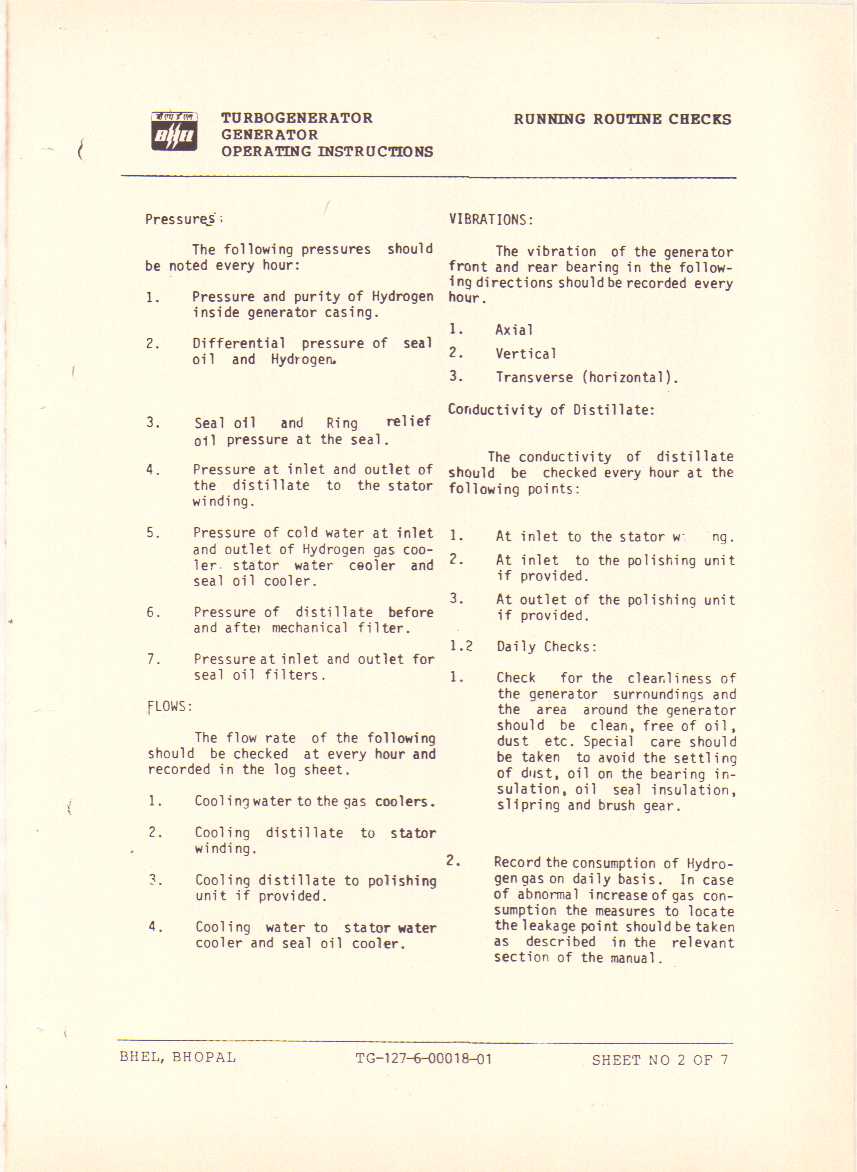 BHEL
TURBOGENERATOR
GENERATOR
OPERATING INSTRUCTIONS
RUNNING ROUTINE CHECKS
Pressures:
The following pressures should
be noted every hour:
1. Pressure and purity of Hydrogen
inside generator casing.
2. Differential pressure of seal
oil and Hydrogen.
3. Seal oil and Ring relief
oil pressure at the seal.
4. Pressure at inlet and outlet of
the distillate to the stator
winding.
5. Pressure of cold water at inlet
and outlet of Hydrogen gas coo-
ler. stator water cooler and
seal oil cooler.
6. Pressure of distillate before
and after mechanical filter.
7. Pressure at inlet and outlet for
seal oil filters.
FLOWS:
The flow rate of the following
should be checked at every hour and
recorded in the log sheet.
1. Cooling water to the gas coolers.
2. Cooling distillate to stator
winding.
3. Cooling distillate to polishing
unit if provided.
4. Cooling water to stator water
cooler and seal oil cooler.
VIBRATIONS:
The vibration of the generator
front and rear bearing in the follow-
ing directions should be recorded every
hour.
1. Axial
2. Vertical
3. Transverse (horizontal).
Conductivity of Distillate:
The conductivity of distillate
should be checked every hour at the
following points:
1. At inlet to the stator
2. At inlet to the polishing unit
if provided.
3. At outlet of the polishing unit
if provided.
1.2 Daily Checks:
1. Check for the cleanliness of
the generator surroundings and
the area around the generator
should be clean, free of oil,
dust etc. Special care should
be taken to avoid the settling
of dust, oil on the bearing in-
sulation, oil seal insulation,
slipring and brush gear.
2. Record the consumption of Hydro-
gen gas on daily basis. In case
of abnormal increase of gas con-
sumption the measures to locate
the leakage point should be taken
as described in the relevant
section of the manual.
BHEL, BHOPAL
TG-127-6-00018-01
SHEET NO 2 OF 7